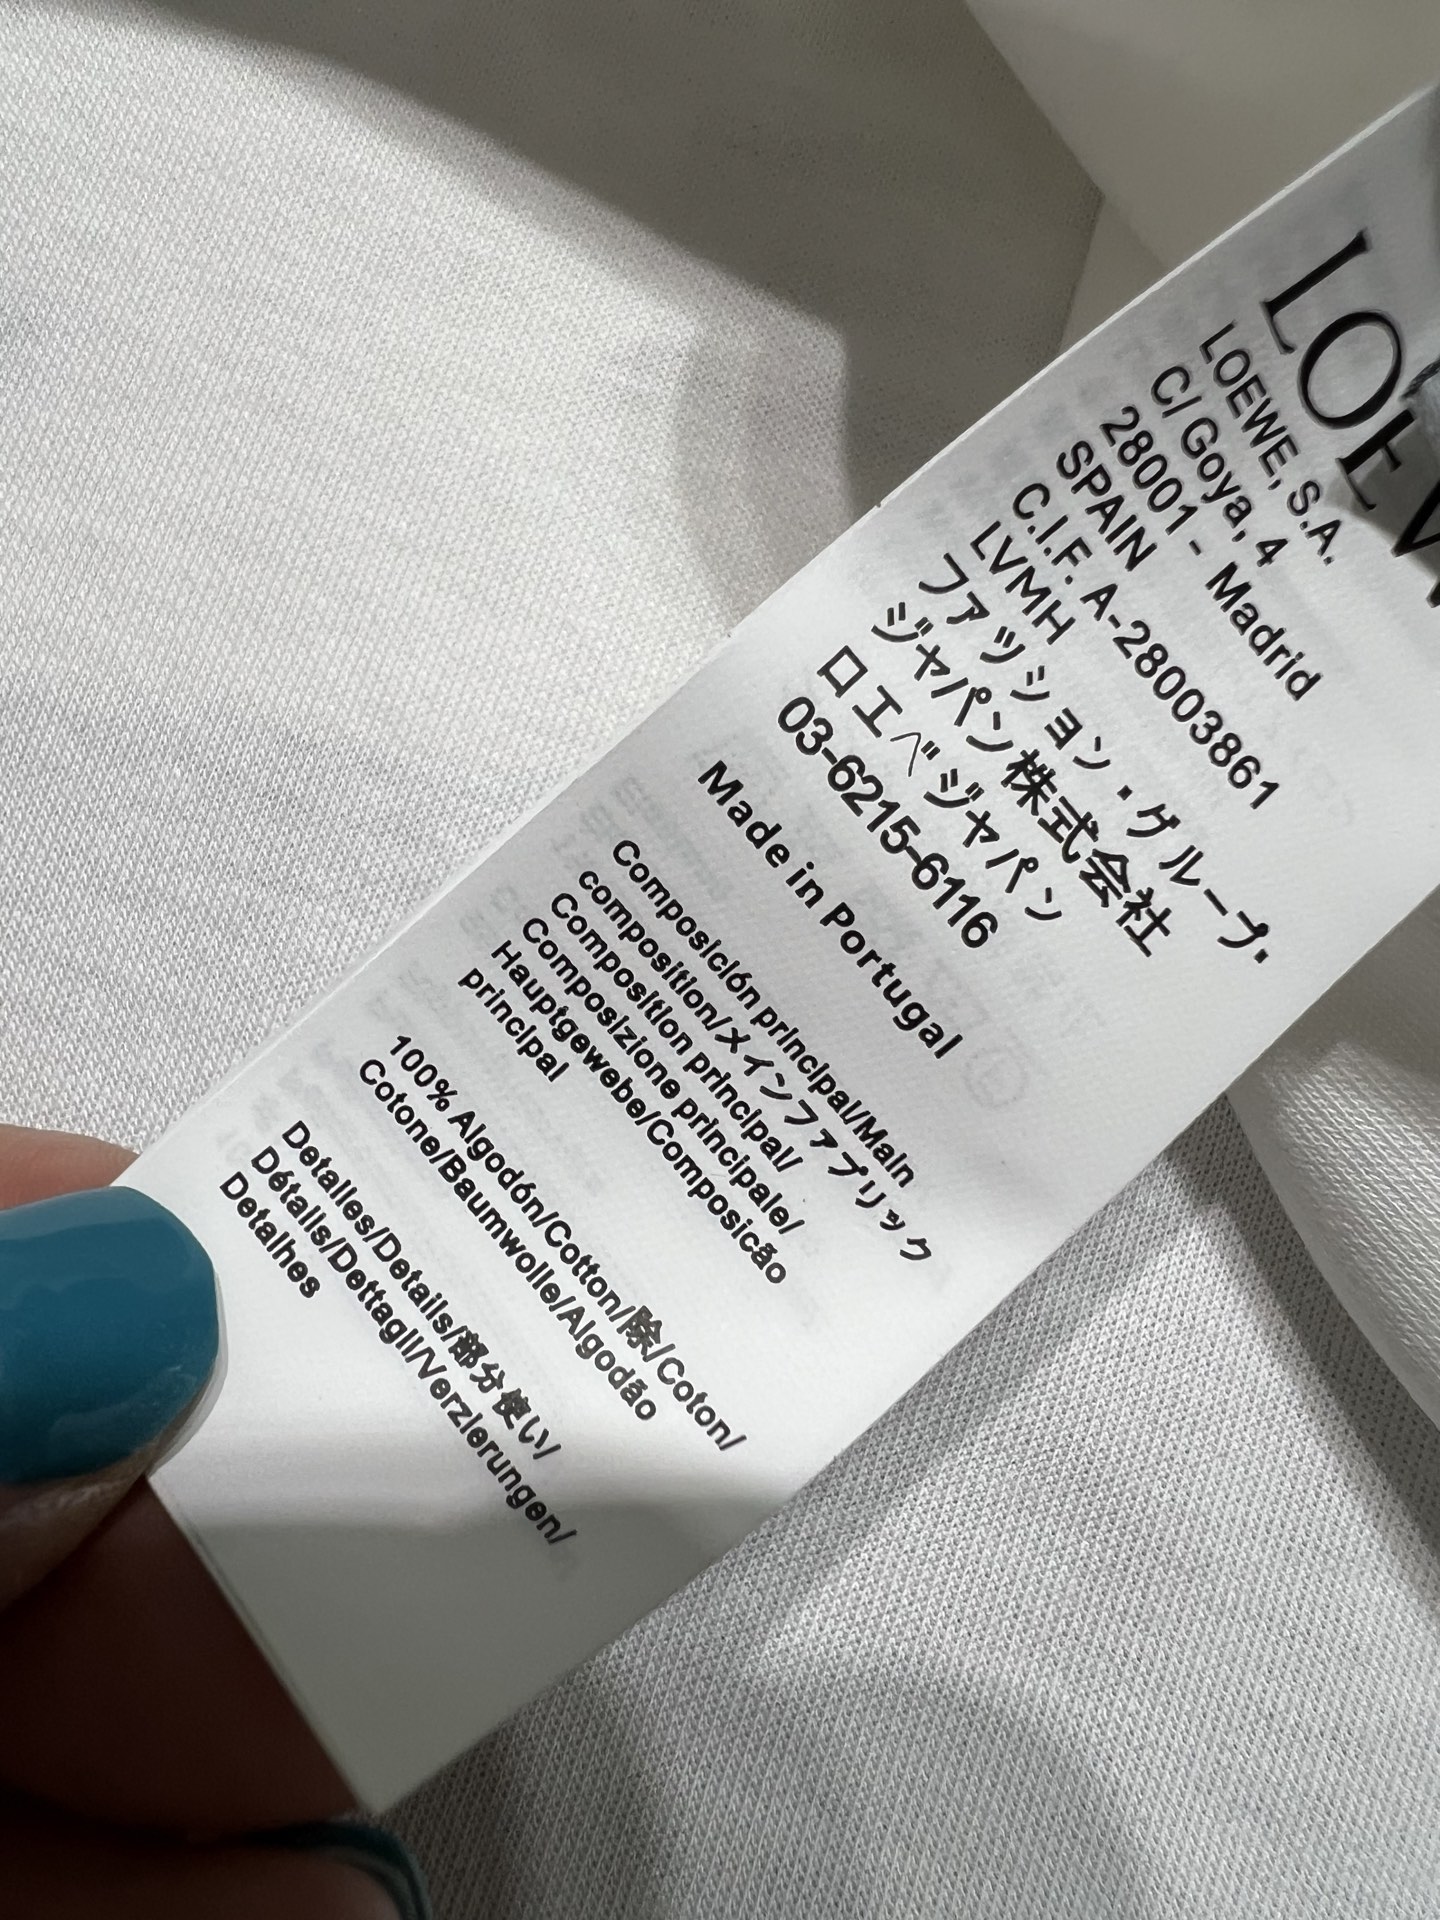 LOEW
LOEWE, S.A.
C/ Goya, 4
28001 - Madrid
SPAIN
C.I.F. A-28003861
LVMH
ファッション・グループ・
ジャパン株式会社
ロエベジャパン
03-6215-6116
Made in Portugal
Composición principal/Main
composition/メインファブリック
Composition principal/
Composizione principale/
Hauptgewebe/Composicão
principal
100% Algodón/Cotton/除/Coton/
Cotone/Baumwolle/Algodão
Detalles/Details/部分使い/
Détails/Dettagli/Verzierungen/
Detalhes